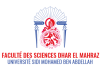 FACULTÉ DES SCIENCES DHAR EL MAHRAZ
UNIVERSITÉ SIDI MOHAMED BEN ABDELLAH